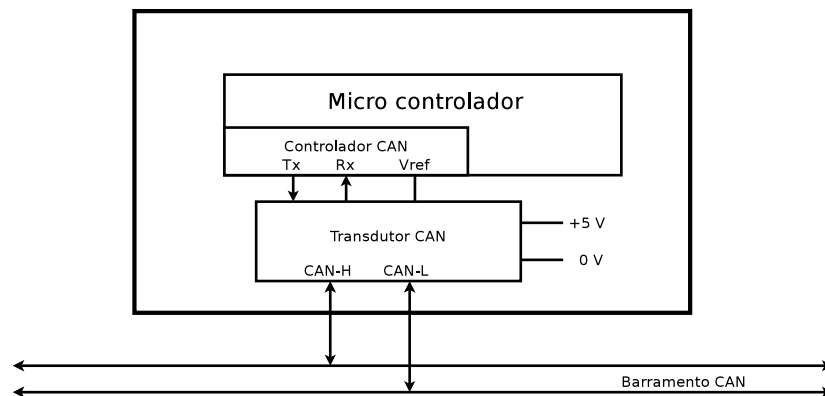 Micro controlador
Controlador CAN
Tx Rx Vref
+5 V
Transdutor CAN
0 V
CAN-H CAN-L
Barramento CAN